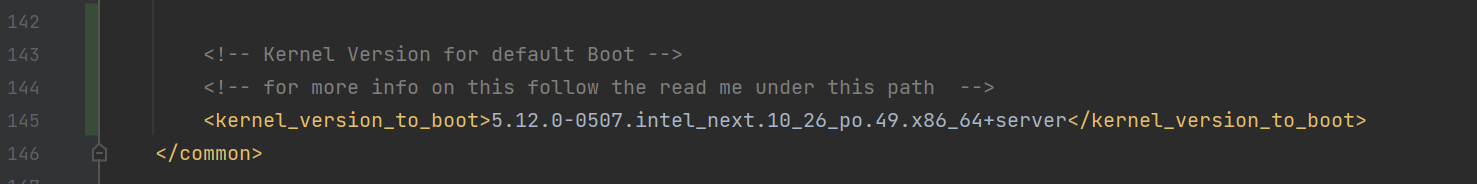 142
143 <!-- Kernel Version for default Boot -->
144 <!-- for more info on this follow the read me under this path  -->
145 <kernel_version_to_boot>5.12.0-0507.intel_next.10_26_po.49.x86_64+server</kernel_version_to_boot>
146 </common>
147